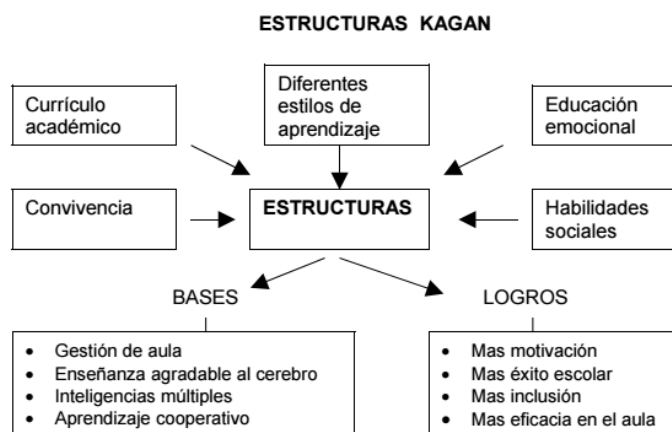 ESTRUCTURAS KAGAN
Currículo
académico
Diferentes
estilos de
aprendizaje
Educación
emocional
Convivencia
ESTRUCTURAS
Habilidades
sociales
BASES
LOGROS
• Gestión de aula
• Enseñanza agradable al cerebro
• Inteligencias múltiples
• Aprendizaje cooperativo
• Mas motivación
• Mas éxito escolar
• Mas inclusión
• Mas eficacia en el aula